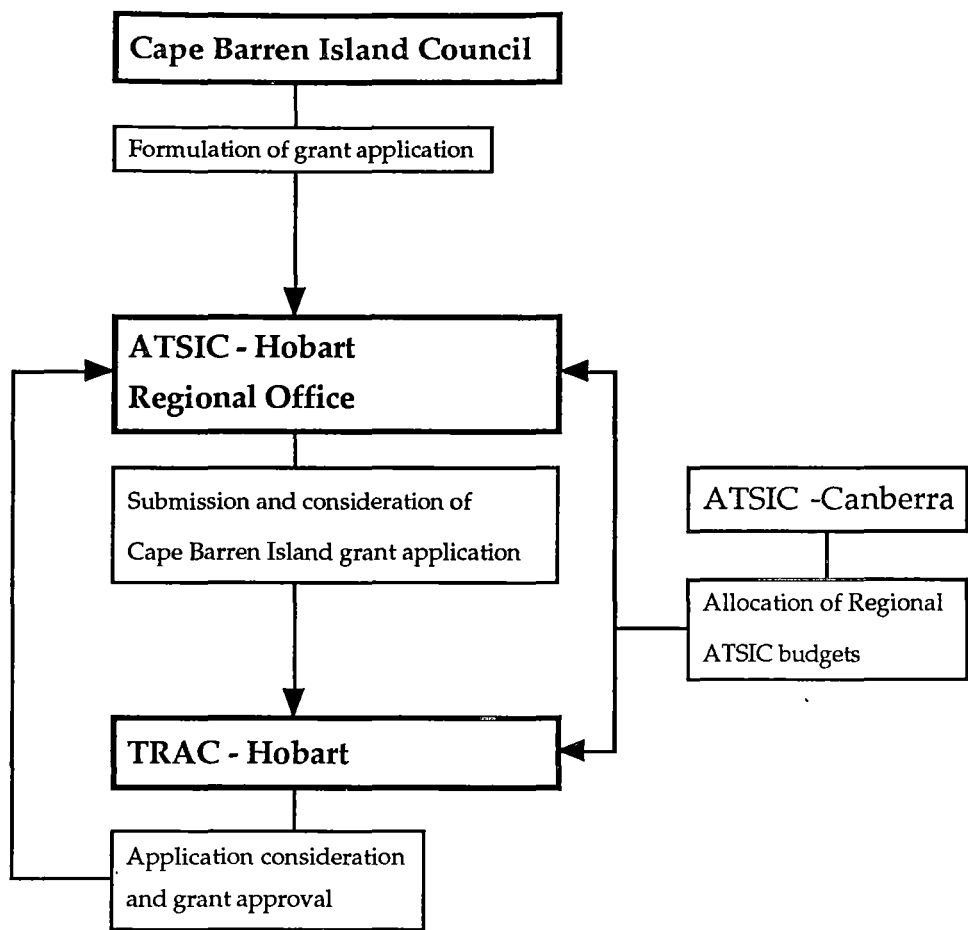 Cape Barren Island Council
Formulation of grant application
ATSIC - Hobart
Regional Office
Submission and consideration of
Cape Barren Island grant application
ATSIC -Canberra
Allocation of Regional
ATSIC budgets
TRAC - Hobart
Application consideration
and grant approval